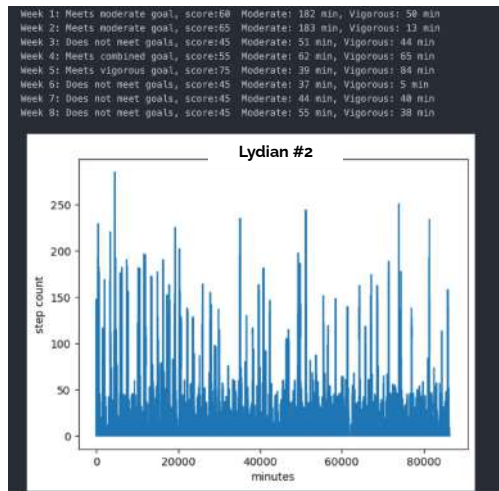 Week 1: Meets moderate goal, score:60 Moderate: 182 min, Vigorous: 50 min
Week 2: Meets moderate goal, score:65 Moderate: 183 min, Vigorous: 13 min
Week 3: Does not meet goals, score:45 Moderate: 51 min, Vigorous: 44 min
Week 4: Meets combined goal, score:55 Moderate: 62 min, Vigorous: 65 min
Week 5: Meets vigorous goal, score:75 Moderate: 39 min, Vigorous: 84 min
Week 6: Does not meet goals, score:45 Moderate: 37 min, Vigorous: 5 min
Week 7: Does not meet goals, score:45 Moderate: 44 min, Vigorous: 40 min
Week 8: Does not meet goals, score:45 Moderate: 55 min, Vigorous: 38 min
Lydian #2
250
200
150
100
50
0
step count
0 20000 40000 60000 80000
minutes